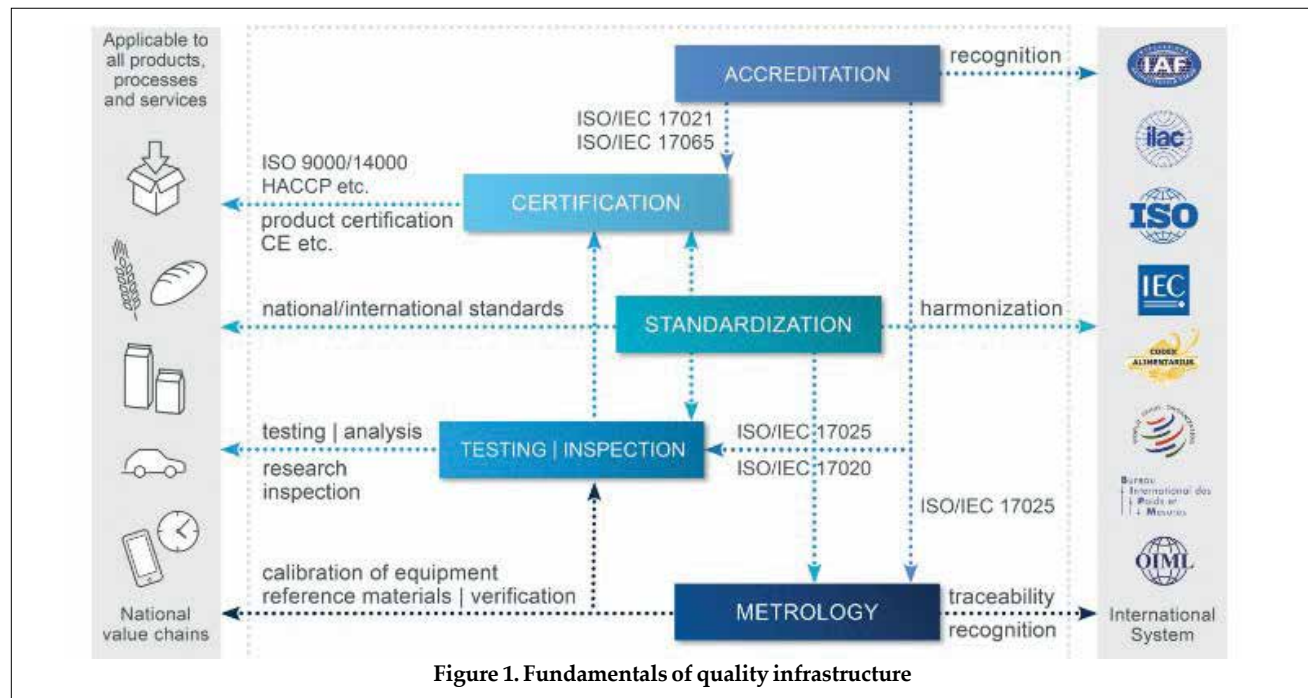 Applicable to
all products,
processes
and services
ACCREDITATION
recognition
IAF
ISO/IEC 17021
ISO/IEC 17065
ilac
ISO 9000/14000
HACCP etc.
CERTIFICATION
product certification
CE etc.
ISO
IEC
national/international standards
STANDARDIZATION
harmonization
CODEX
ALIMENTARIUS
testing | analysis
TESTING | INSPECTION
ISO/IEC 17025
research
inspection
ISO/IEC 17020
Bureau
International des
Poids et
Mesures
ISO/IEC 17025
calibration of equipment
reference materials | verification
METROLOGY
traceability
recognition
OIML
National
value chains
International
System
Figure 1. Fundamentals of quality infrastructure